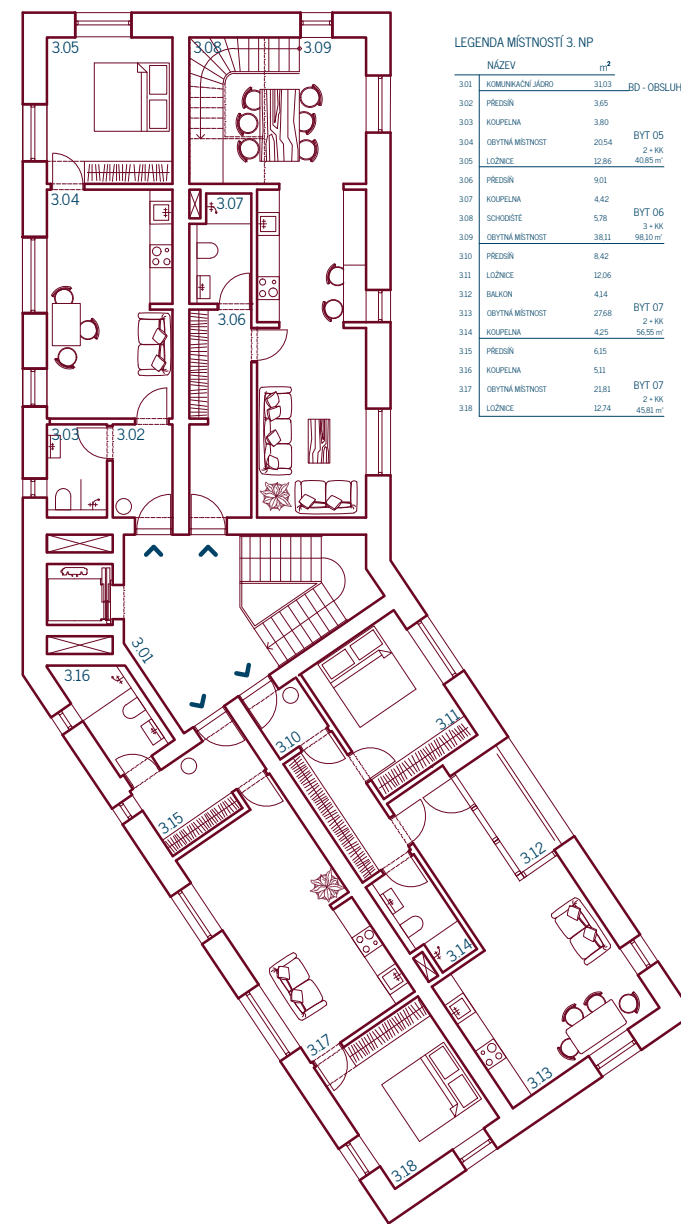 LEGENDA MÍSTNOSTÍ 3. NP
NÁZEV m²
3.01 KOMUNIKAČNÍ JÁDRO 31,03 BD - OBSLUH
3.02 PŘEDSÍŇ 3,65
3.03 KOUPELNA 3,80
3.04 OBYTNÁ MÍSTNOST 20,54
3.05 LOŽNICE 12,86
BYT 05
2 + KK
40,85 m²
3.06 PŘEDSÍŇ 9,01
3.07 KOUPELNA 4,42
3.08 SCHODIŠTĚ 5,78
3.09 OBYTNÁ MÍSTNOST 38,11
BYT 06
3 + KK
98,10 m²
3.10 PŘEDSÍŇ 8,42
3.11 LOŽNICE 12,06
3.12 BALKON 4,14
3.13 OBYTNÁ MÍSTNOST 27,68
3.14 KOUPELNA 4,25
BYT 07
2 + KK
56,55 m²
3.15 PŘEDSÍŇ 6,15
3.16 KOUPELNA 5,11
3.17 OBYTNÁ MÍSTNOST 21,81
3.18 LOŽNICE 12,74
BYT 07
2 + KK
45,81 m²
3.05
3.08
3.09
3.04
3.07
3.06
3.03
3.02
3.01
3.16
3.11
3.10
3.15
3.12
3.14
3.17
3.13
3.18